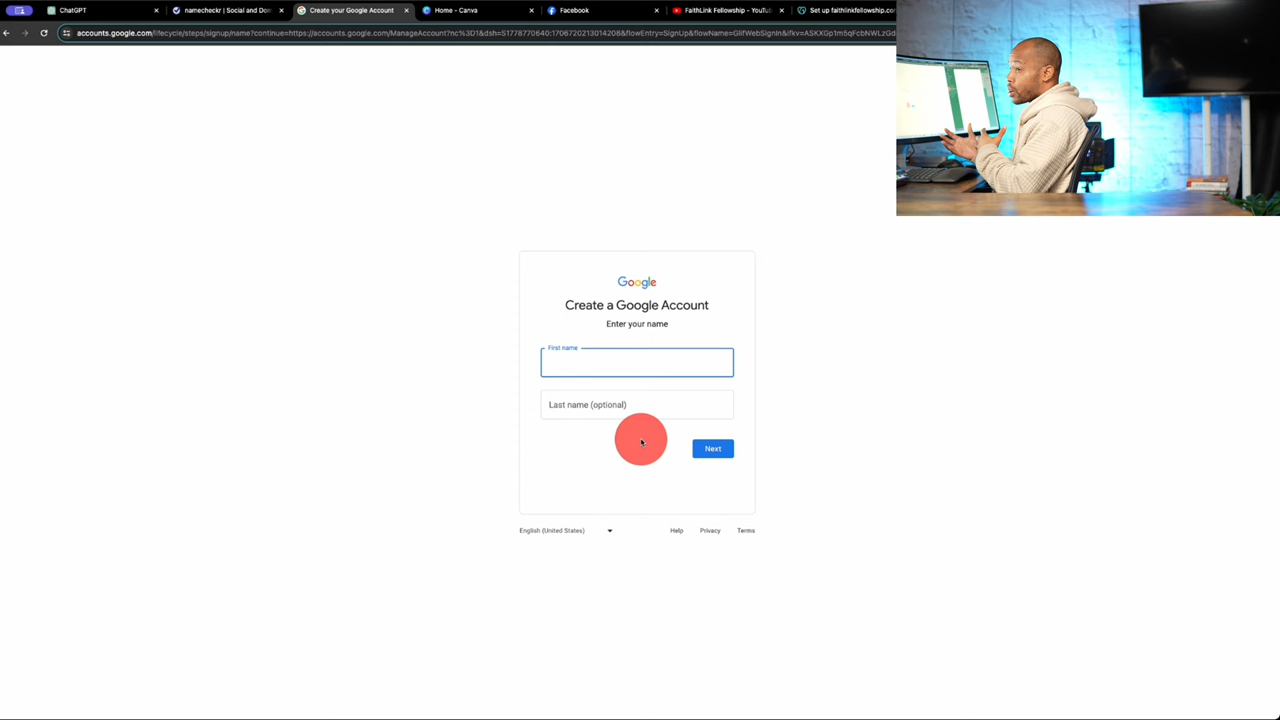 ChatGPT
namecheckr | Social and Don
Create your Google Account
Home - Canva
Facebook
FaithLink Fellowship - YouTu
Set up faithlinkfellowship.com
accounts.google.com/lifecycle/steps/signup/name?continue=https://accounts.google.com/ManageAccount?nc%3D1&dsh=S1778770640:1706720213014208&flowEntry=SignUp&flowName=GlifWebSignIn&ifkv=
Google
Create a Google Account
Enter your name
First name
Last name (optional)
Next
English (United States)
Help
Privacy
Terms